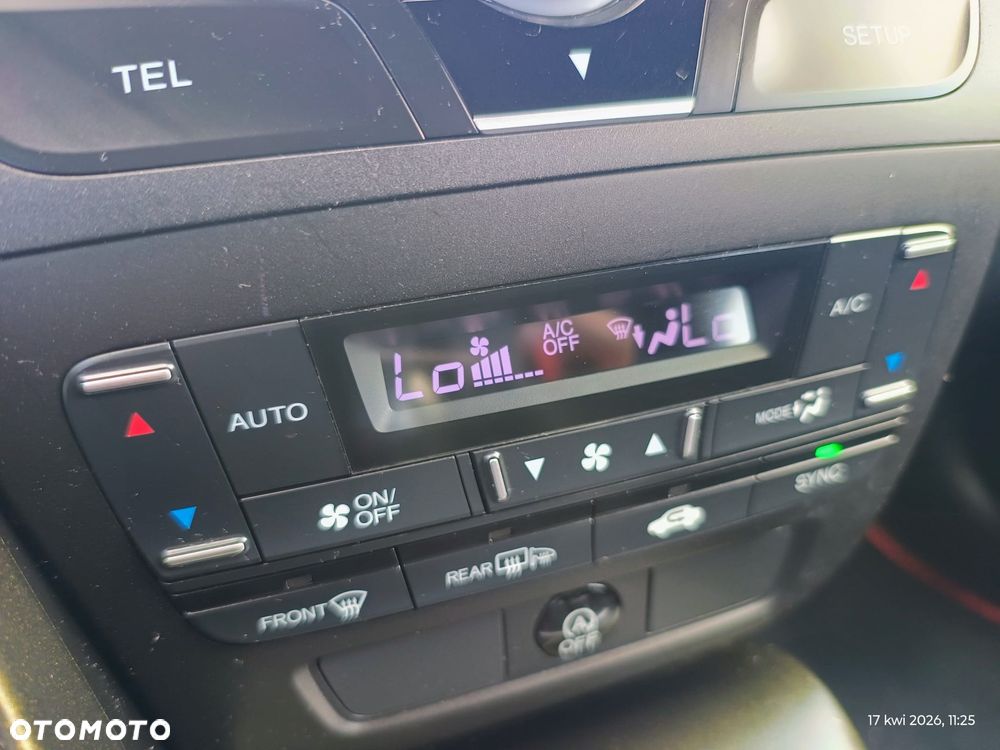 TEL
SETUP
Lo A/C OFF Lo
A/C
AUTO
MODE
ON/
OFF
SYNC
REAR
FRONT
A
OFF
OTOMOTO
17 kwi 2026, 11:25